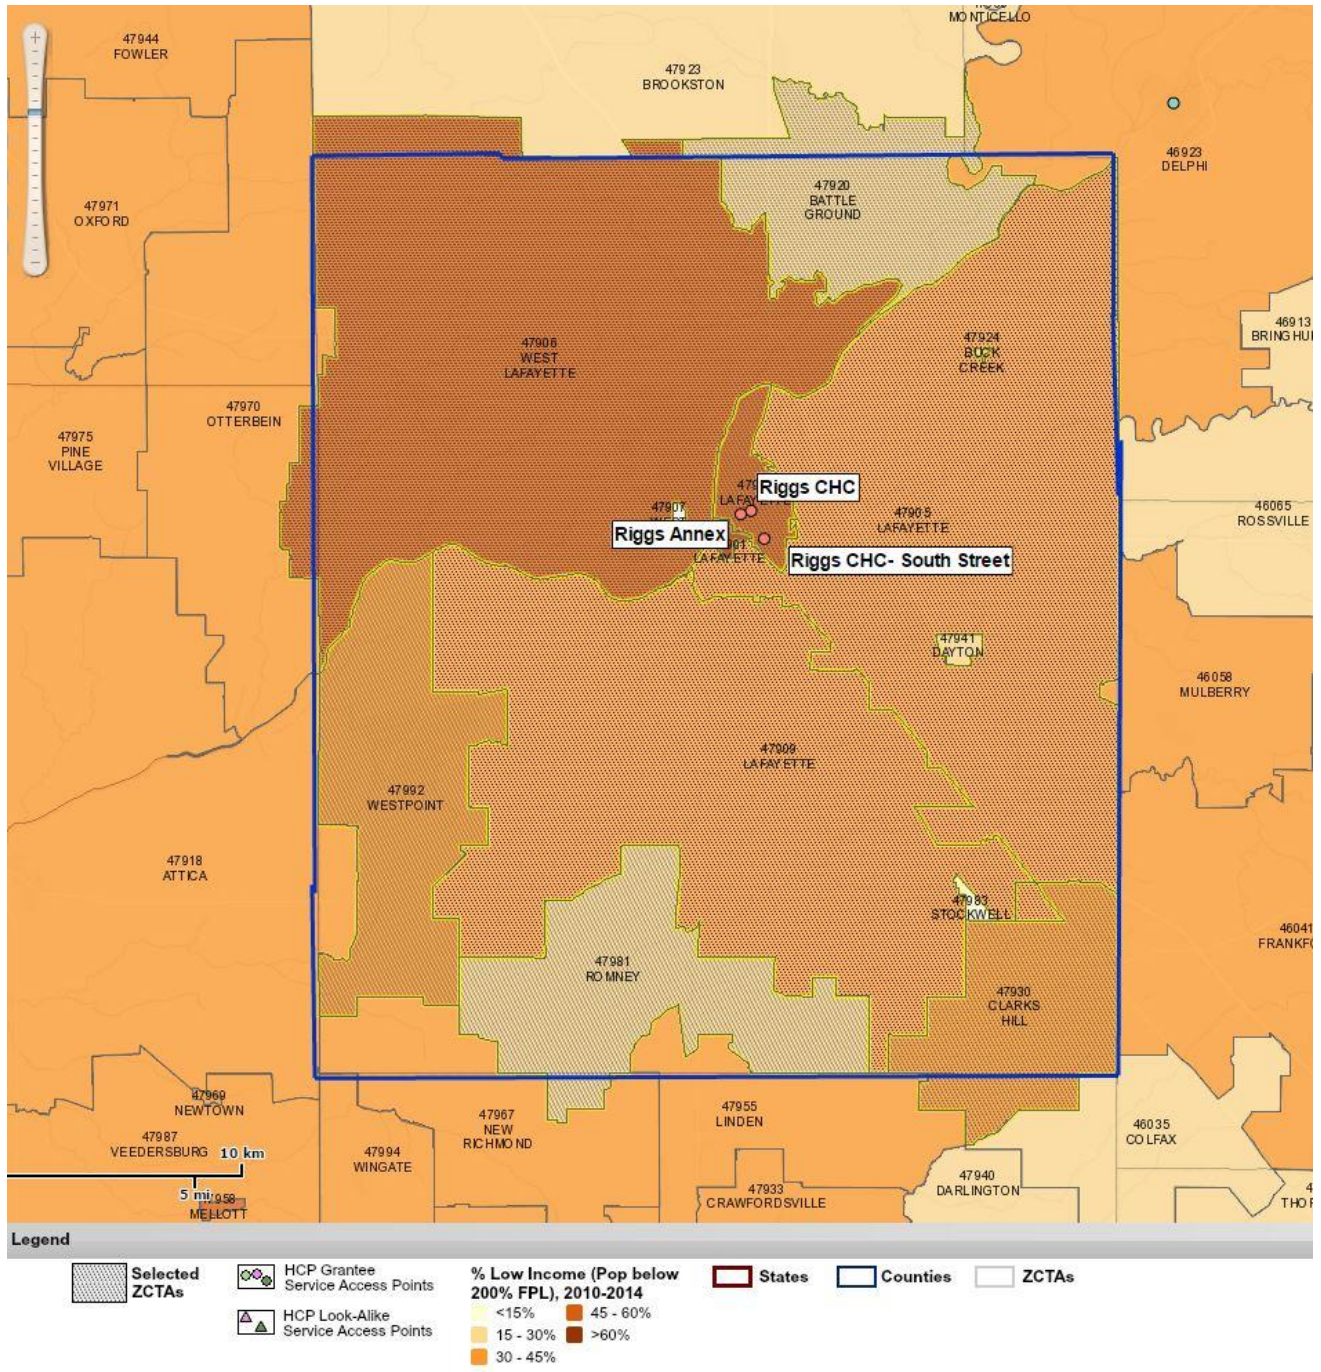 MONTICELLO
47944
FOWLER
47923
BROOKSTON
46923
DELPHI
47920
BATTLE
GROUND
47971
OXFORD
46913
47906
WEST
LAFAYETTE
47924
BUCK
CREEK
47970
OTTERBEIN
47975
PINE
VILLAGE
Riggs CHC
47907
46065
ROSSVILLE
47905
LAFAYETTE
Riggs Annex
LAFAYETTE
Riggs CHC- South Street
47941
DAYTON
46058
MULBERRY
47909
LAFAYETTE
47992
WESTPOINT
47918
ATTICA
47983
STOCKWELL
46041
47981
ROMNEY
47930
CLARKS
HILL
47969
NEWTOWN
47987
VEEDERSBURG
10 km
5 mi
47967
NEW
RICHMOND
47955
LINDEN
46035
COLFAX
47994
WINGATE
47940
DARLINGTON
47933
CRAWFORDSVILLE
MELLOTT
Legend
Selected
ZCTAs
HCP Grantee
Service Access Points
HCP Look-Alike
Service Access Points
% Low Income (Pop below
200% FPL), 2010-2014
<15%
45 - 60%
15 - 30%
>60%
30 - 45%
States
Counties
ZCTAs